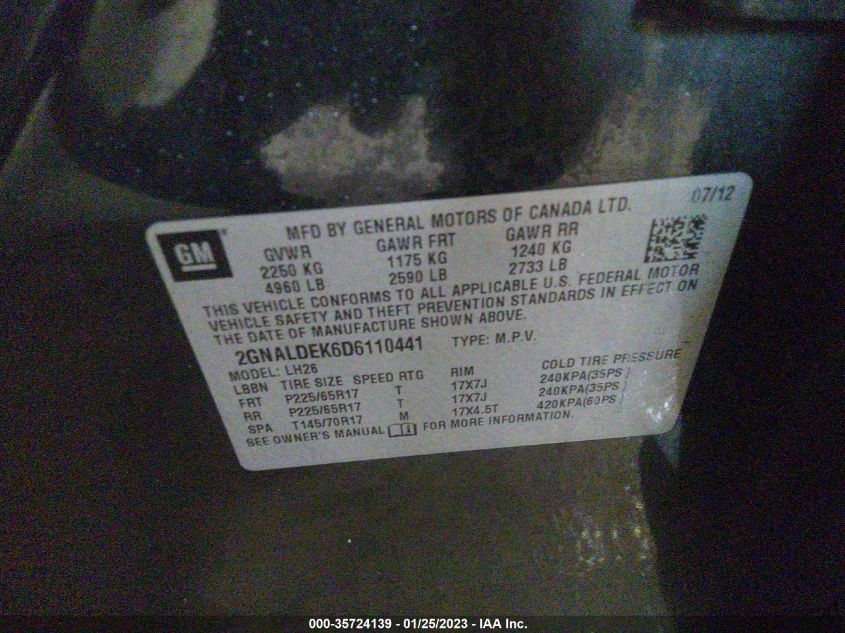 07/12
GM
MFD BY GENERAL MOTORS OF CANADA LTD.
GVWR GAWR FRT GAWR RR
2250 KG 1175 KG 1240 KG
4960 LB 2590 LB 2733 LB
THIS VEHICLE CONFORMS TO ALL APPLICABLE U.S. FEDERAL MOTOR
VEHICLE SAFETY AND THEFT PREVENTION STANDARDS IN EFFECT ON
THE DATE OF MANUFACTURE SHOWN ABOVE.
2GNALDEK6D6110441 TYPE: M.P.V.
MODEL: LH26
LBBN TIRE SIZE SPEED RTG RIM COLD TIRE PRESSURE
FRT P225/65R17 T 17X7J 240KPA(35PS)
RR P225/65R17 T 17X7J 240KPA(35PS)
SPA T145/70R17 M 17X4.5T 420KPA(60PS)
SEE OWNER'S MANUAL FOR MORE INFORMATION.
000-35724139 - 01/25/2023 - IAA Inc.